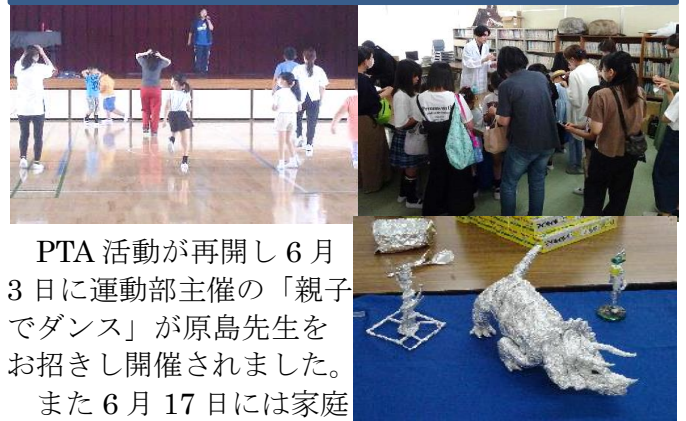 PTA 活動が再開し 6 月
3 日に運動部主催の「親子
でダンス」が原島先生を
お招きし開催されました。
また 6 月 17 日には家庭